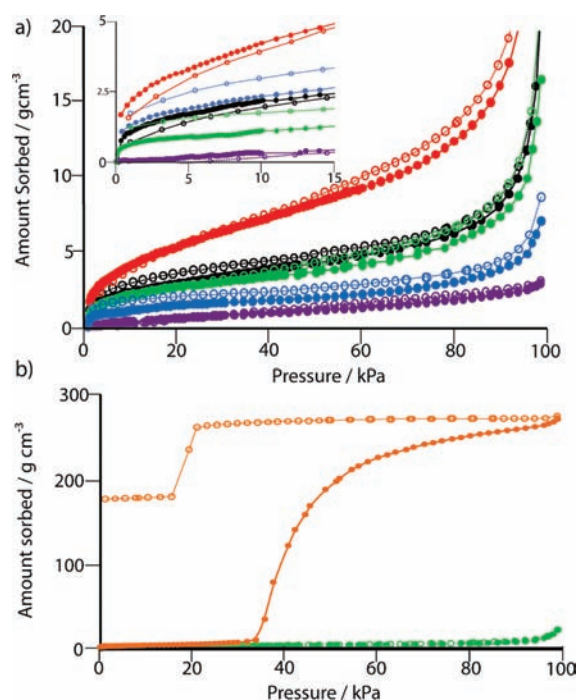 a)
20
15
10
5
0
Amount Sorbed / gcm⁻³
5
2.5
0
0 5 10 15
0 20 40 60 80 100
Pressure / kPa
b)
300
200
100
0
Amount sorbed / g cm⁻³
0 20 40 60 80 100
Pressure / kPa